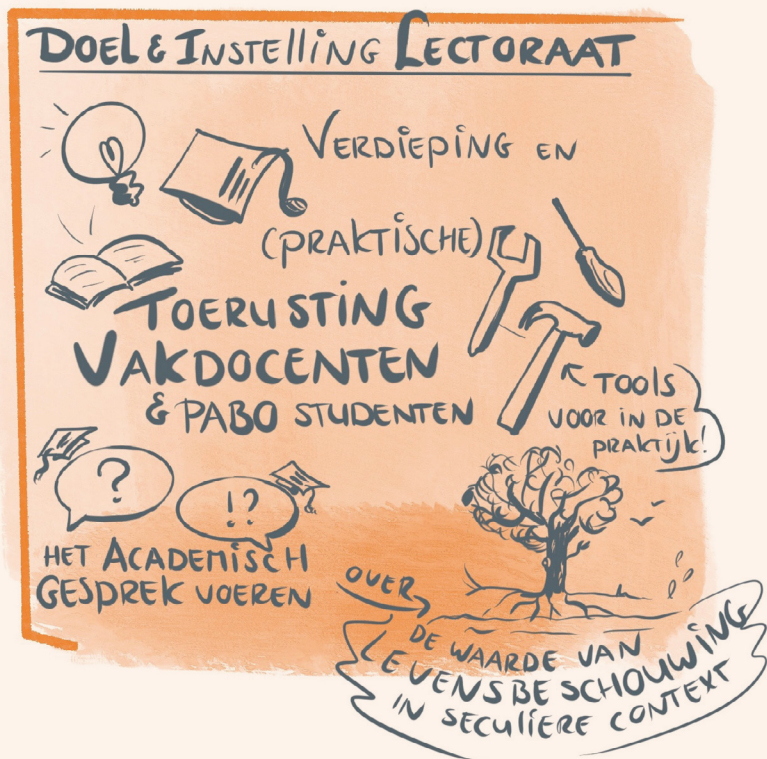 DOEL & INSTELLING LECTORAAT
VERDIEPING EN
(PRAKTISCHE)
TOERUSTING
VAKDOCENTEN
& PABO STUDENTEN
TOOLS
VOOR IN DE
PRAKTIJK!
?
!?
HET ACADEMISCH
GESPREK VOEREN
OVER
DE WAARDE VAN
LEVENSBESCHOUWING
IN SECULIERE CONTEXT